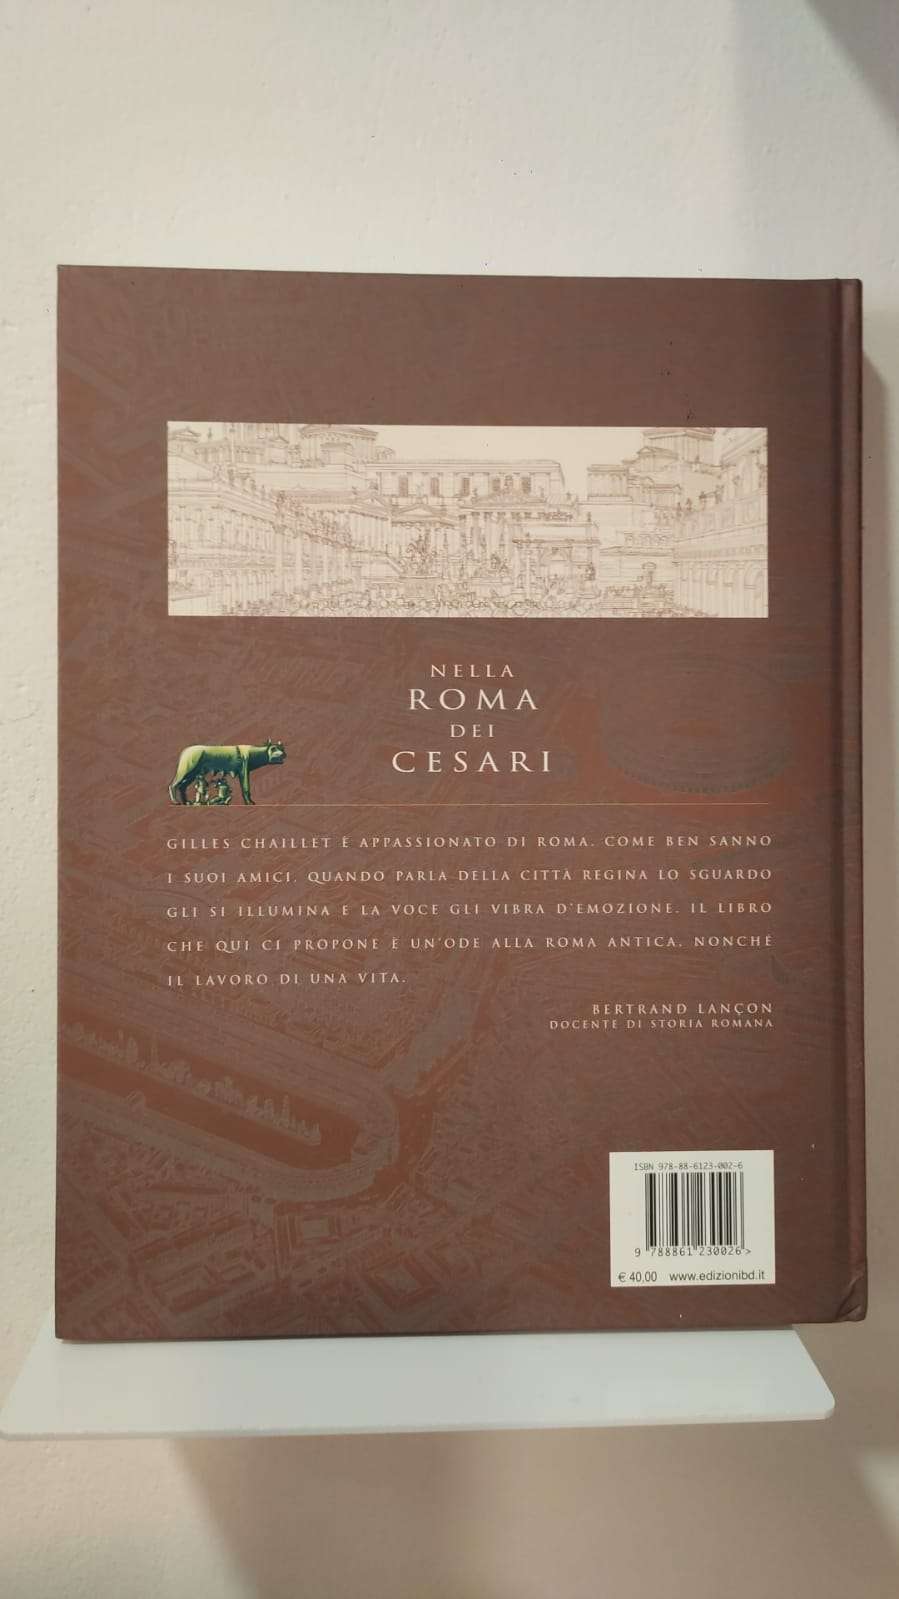 NELLA
ROMA
DEI
CESARI
GILLES CHAILLET È APPASSIONATO DI ROMA. COME BEN SANNO
I SUOI AMICI, QUANDO PARLA DELLA CITTÀ REGINA LO SGUARDO
GLI SI ILLUMINA E LA VOCE GLI VIBRA D'EMOZIONE. IL LIBRO
CHE QUI CI PROPONE È UN'ODE ALLA ROMA ANTICA, NONCHÉ
IL LAVORO DI UNA VITA.
BERTRAND LANÇON
DOCENTE DI STORIA ROMANA
ISBN 978-88-6123-002-6
9 788861 230026>
€ 40,00 www.edizionibd.it